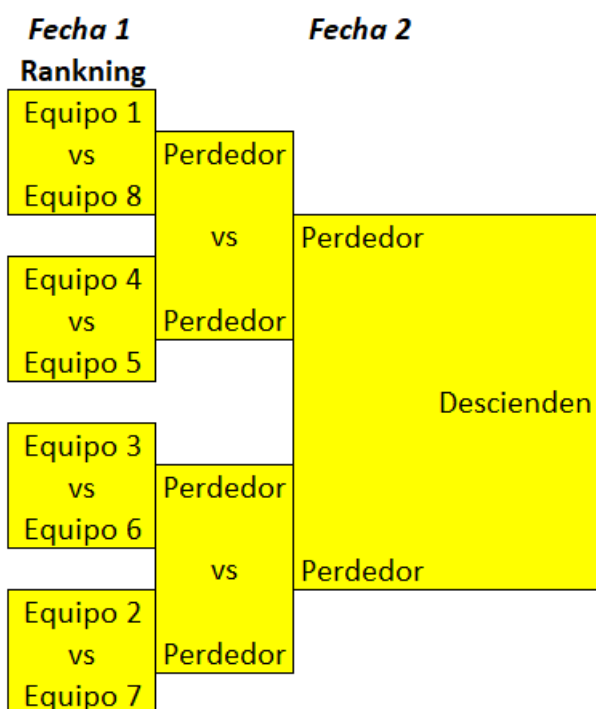 Fecha 1
Fecha 2
Rankning
Equipo 1
vs
Equipo 8
Equipo 4
vs
Equipo 5
Equipo 3
vs
Equipo 6
Equipo 2
vs
Equipo 7
Perdedor
vs
Perdedor
Perdedor
vs
Perdedor
Perdedor
Descienden
Perdedor